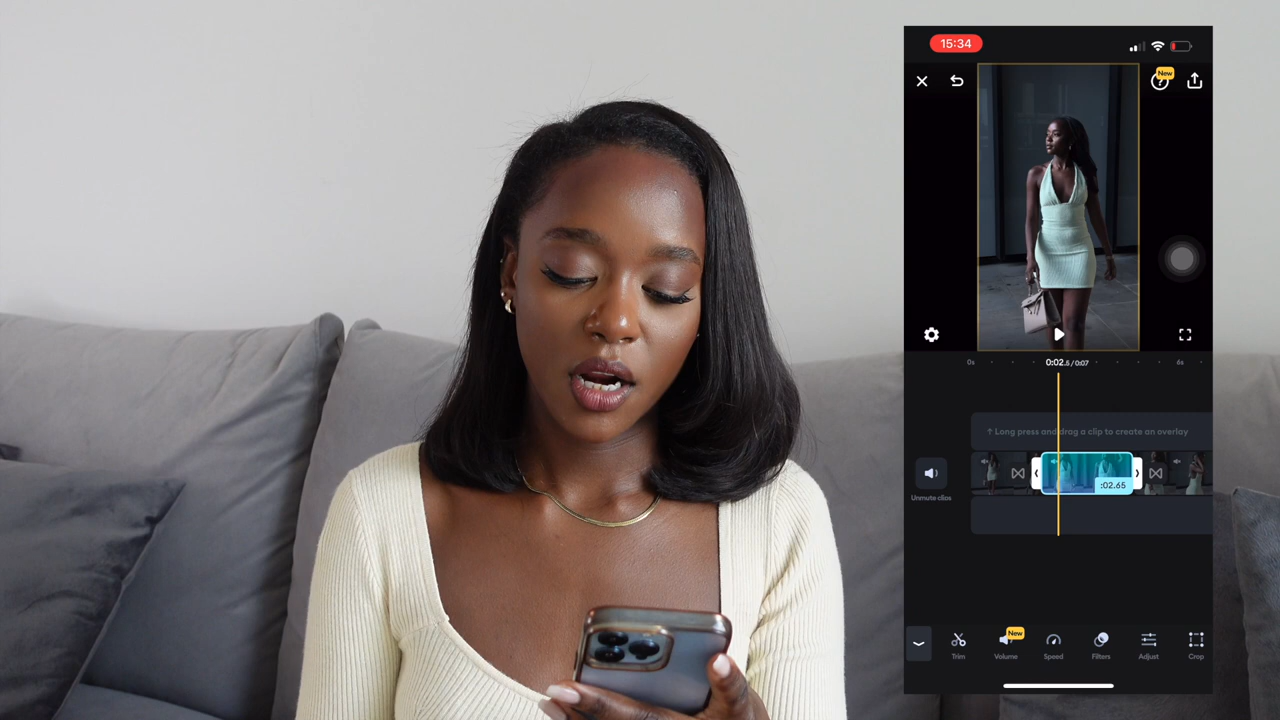 15:34
New
0s
0:02.5 / 0:07
6s
↑ Long press and drag a clip to create an overlay
:02.65
Unmute clips
New
Trim
Volume
Speed
Filters
Adjust
Crop